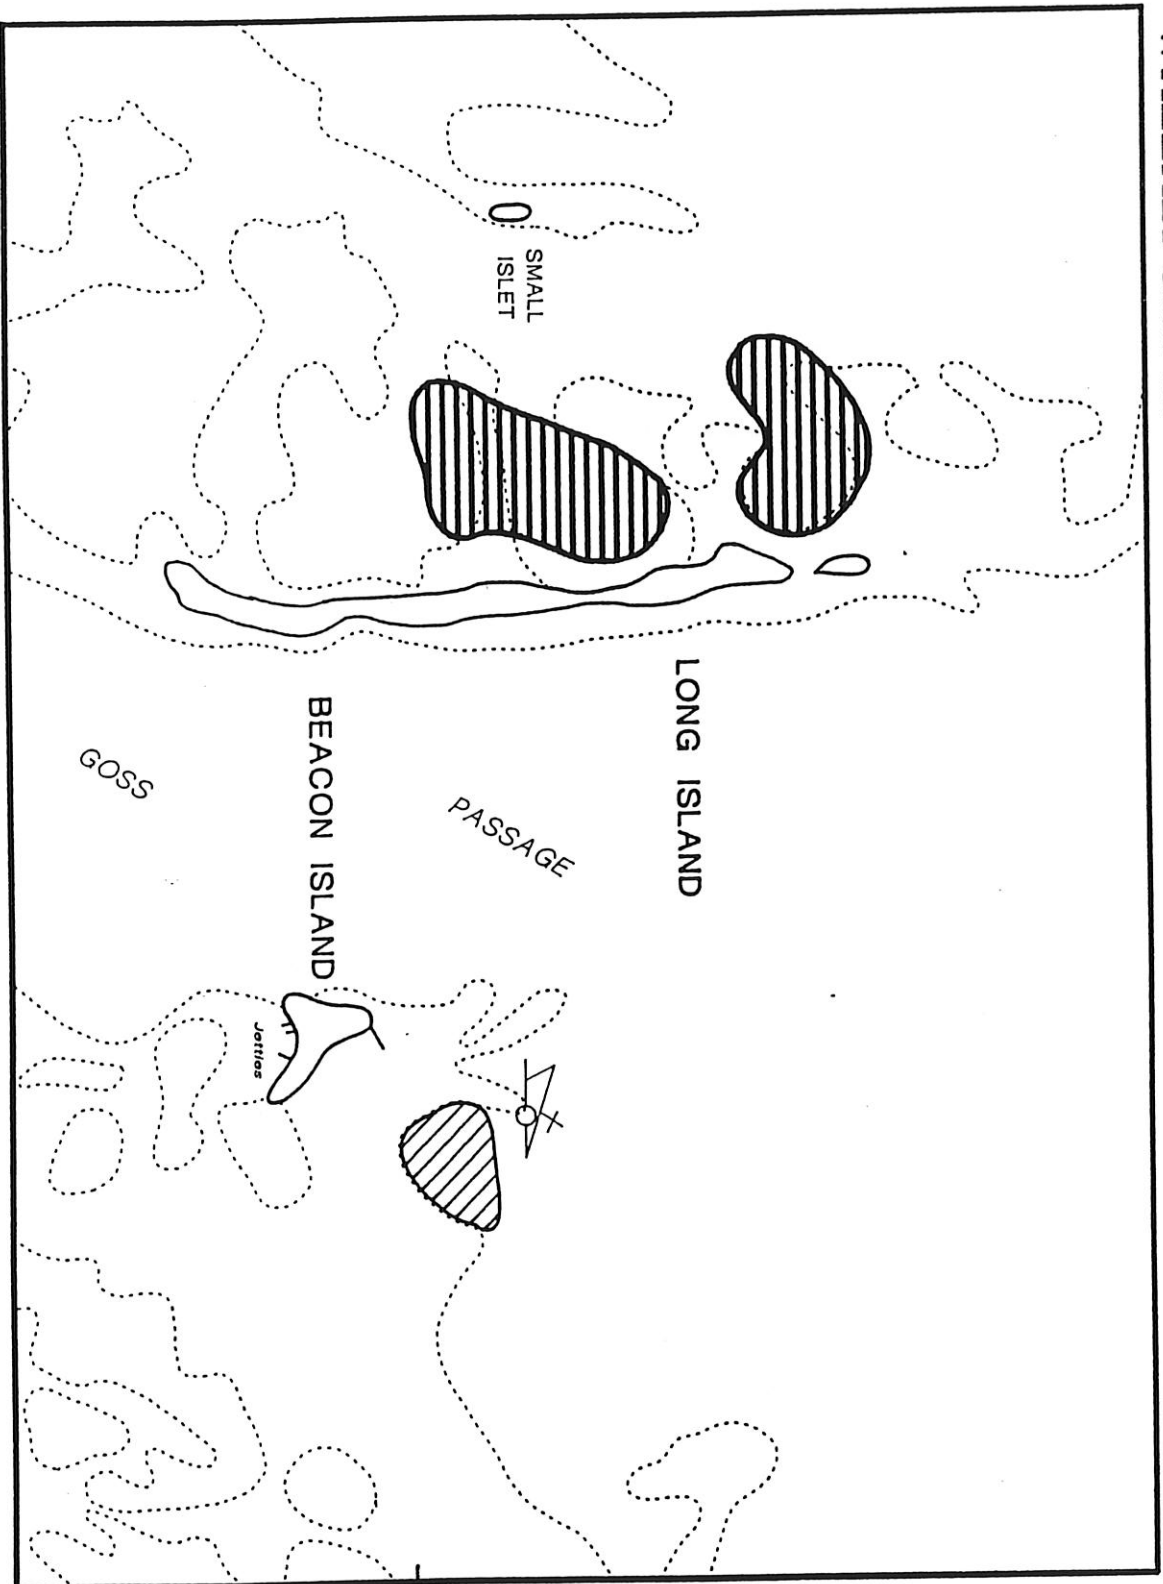 SMALL
ISLET
LONG ISLAND
BEACON ISLAND
PASSAGE
GOSS
Jetties